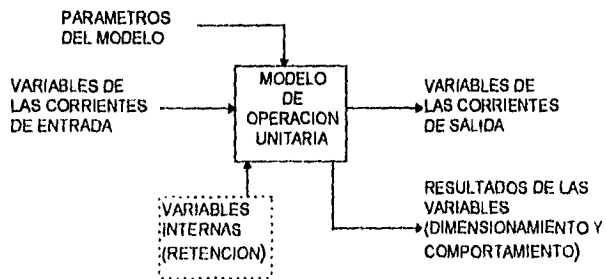 PARAMETROS
DEL MODELO
VARIABLES DE
LAS CORRIENTES
DE ENTRADA
MODELO
DE
OPERACION
UNITARIA
VARIABLES DE
LAS CORRIENTES
DE SALIDA
VARIABLES
INTERNAS
(RETENCION)
RESULTADOS DE LAS
VARIABLES
(DIMENSIONAMIENTO Y
COMPORTAMIENTO)